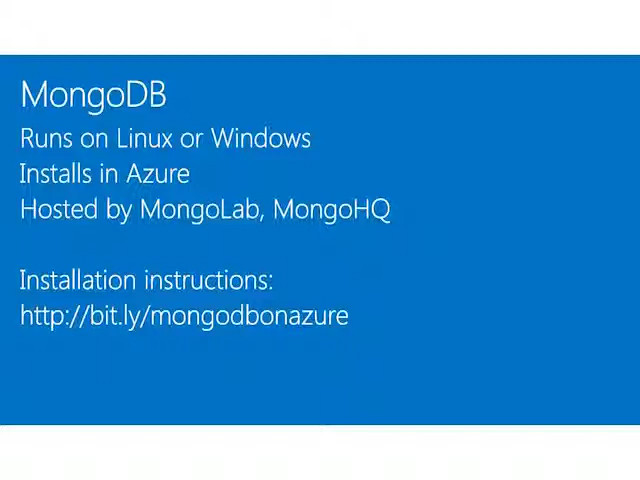 MongoDB
Runs on Linux or Windows
Installs in Azure
Hosted by MongoLab, MongoHQ
Installation instructions:
http://bit.ly/mongodbonazure